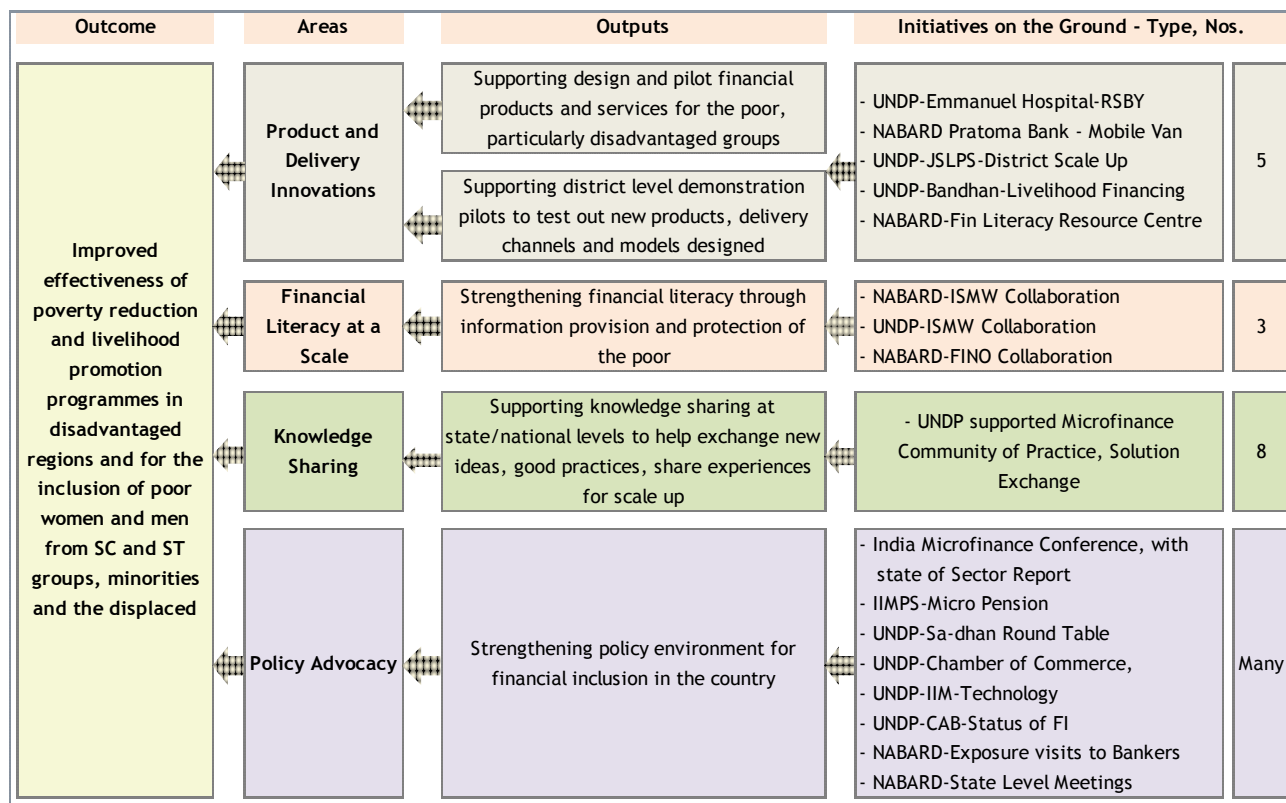 Outcome
Areas
Outputs
Initiatives on the Ground - Type, Nos.
Improved
effectiveness of
poverty reduction
and livelihood
promotion
programmes in
disadvantaged
regions and for the
inclusion of poor
women and men
from SC and ST
groups, minorities
and the displaced
Product and
Delivery
Innovations
Supporting design and pilot financial
products and services for the poor,
particularly disadvantaged groups
Supporting district level demonstration
pilots to test out new products, delivery
channels and models designed
- UNDP-Emmanuel Hospital-RSBY
- NABARD Pratoma Bank - Mobile Van
- UNDP-JSLPS-District Scale Up
- UNDP-Bandhan-Livelihood Financing
- NABARD-Fin Literacy Resource Centre
5
Financial
Literacy at a
Scale
Strengthening financial literacy through
information provision and protection of
the poor
- NABARD-ISMW Collaboration
- UNDP-ISMW Collaboration
- NABARD-FINO Collaboration
3
Knowledge
Sharing
Supporting knowledge sharing at
state/national levels to help exchange new
ideas, good practices, share experiences
for scale up
- UNDP supported Microfinance
Community of Practice, Solution
Exchange
8
Policy Advocacy
Strengthening policy environment for
financial inclusion in the country
- India Microfinance Conference, with
state of Sector Report
- IIMPS-Micro Pension
- UNDP-Sa-dhan Round Table
- UNDP-Chamber of Commerce,
- UNDP-IIM-Technology
- UNDP-CAB-Status of FI
- NABARD-Exposure visits to Bankers
- NABARD-State Level Meetings
Many